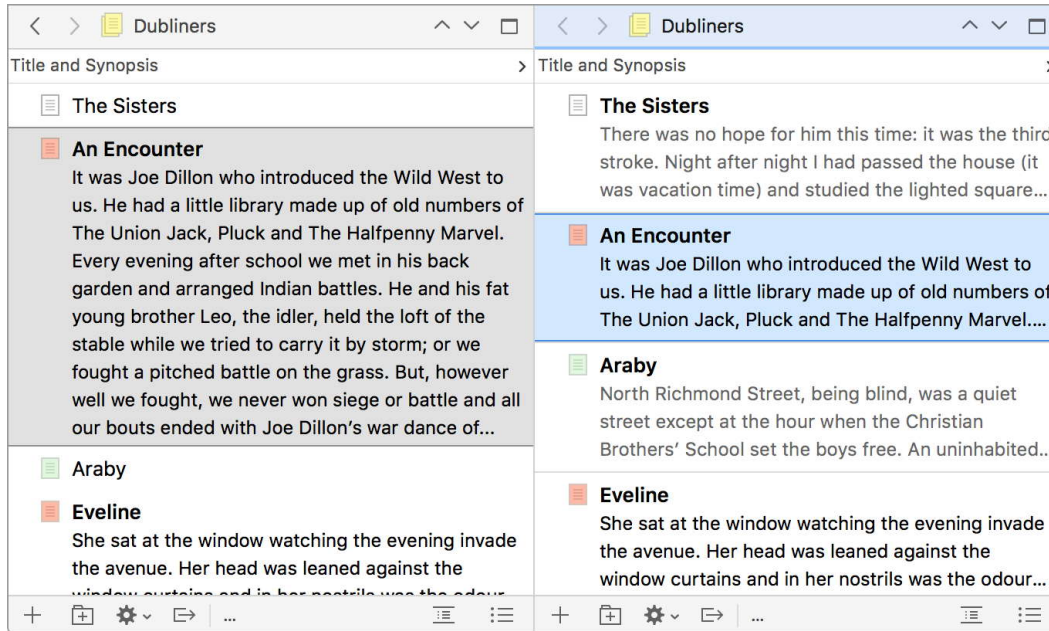 Dubliners
Title and Synopsis
The Sisters
An Encounter
It was Joe Dillon who introduced the Wild West to
us. He had a little library made up of old numbers of
The Union Jack, Pluck and The Halfpenny Marvel.
Every evening after school we met in his back
garden and arranged Indian battles. He and his fat
young brother Leo, the idler, held the loft of the
stable while we tried to carry it by storm; or we
fought a pitched battle on the grass. But, however
well we fought, we never won siege or battle and all
our bouts ended with Joe Dillon’s war dance of...
Araby
Eveline
She sat at the window watching the evening invade
the avenue. Her head was leaned against the
window curtains and in her nostrils was the odour
...
Dubliners
Title and Synopsis
The Sisters
There was no hope for him this time: it was the third
stroke. Night after night I had passed the house (it
was vacation time) and studied the lighted square...
An Encounter
It was Joe Dillon who introduced the Wild West to
us. He had a little library made up of old numbers of
The Union Jack, Pluck and The Halfpenny Marvel....
Araby
North Richmond Street, being blind, was a quiet
street except at the hour when the Christian
Brothers’ School set the boys free. An uninhabited..
Eveline
She sat at the window watching the evening invade
the avenue. Her head was leaned against the
window curtains and in her nostrils was the odour...
...